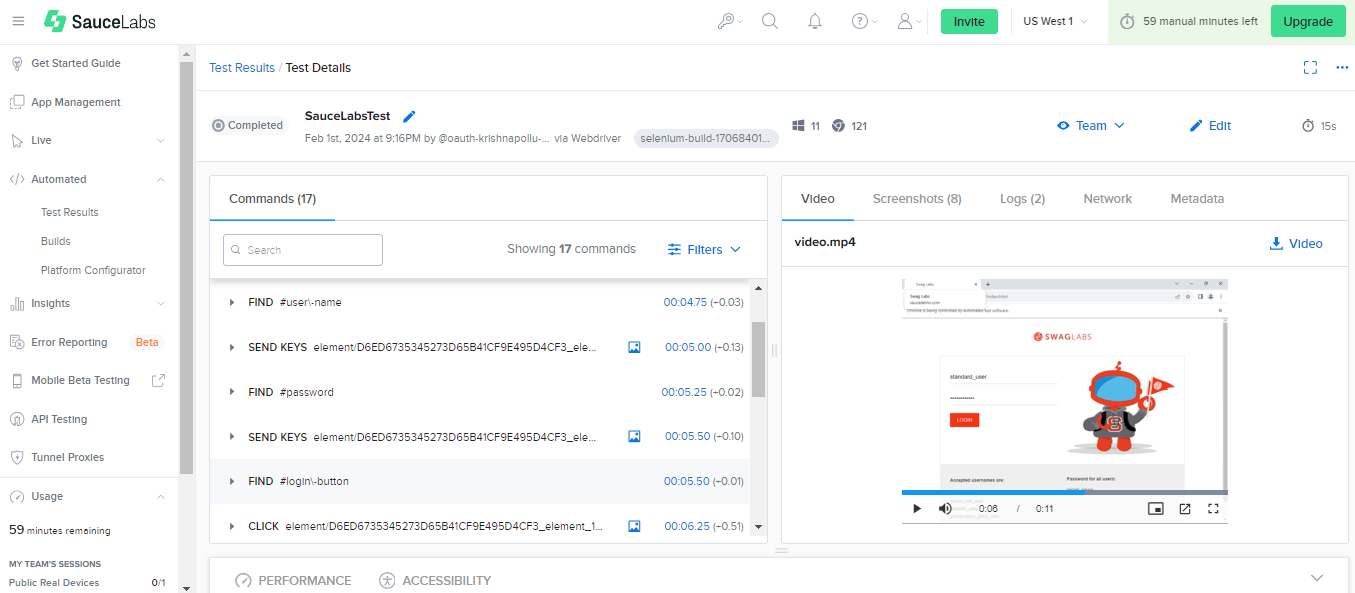 SauceLabs
Invite
US West 1
59 manual minutes left
Upgrade
Get Started Guide
App Management
Live
Automated
Test Results
Builds
Platform Configurator
Insights
Error Reporting Beta
Mobile Beta Testing
API Testing
Tunnel Proxies
Usage
59 minutes remaining
MY TEAM'S SESSIONS
Public Real Devices 0/1
Test Results / Test Details
Completed
SauceLabsTest
Feb 1st, 2024 at 9:16PM by @oauth-krishnapollu-... via Webdriver selenium-build-17068401...
11 121
Team
Edit
15s
Commands (17)
Search
Showing 17 commands
Filters
FIND #user\-name 00:04.75 (+0.03)
SEND KEYS element/D6ED6735345273D65B41CF9E495D4CF3_ele... 00:05.00 (+0.13)
FIND #password 00:05.25 (+0.02)
SEND KEYS element/D6ED6735345273D65B41CF9E495D4CF3_ele... 00:05.50 (+0.10)
FIND #login\-button 00:05.50 (+0.01)
CLICK element/D6ED6735345273D65B41CF9E495D4CF3_element_1... 00:06.25 (+0.51)
Video Screenshots (8) Logs (2) Network Metadata
video.mp4
Video
Swag Labs
Swag Labs
saucedemo.com
Chrome is being controlled by automated test software.
SWAGLABS
standard_user
LOGIN
Accepted usernames are: Password for all users:
0:06 / 0:11
PERFORMANCE ACCESSIBILITY